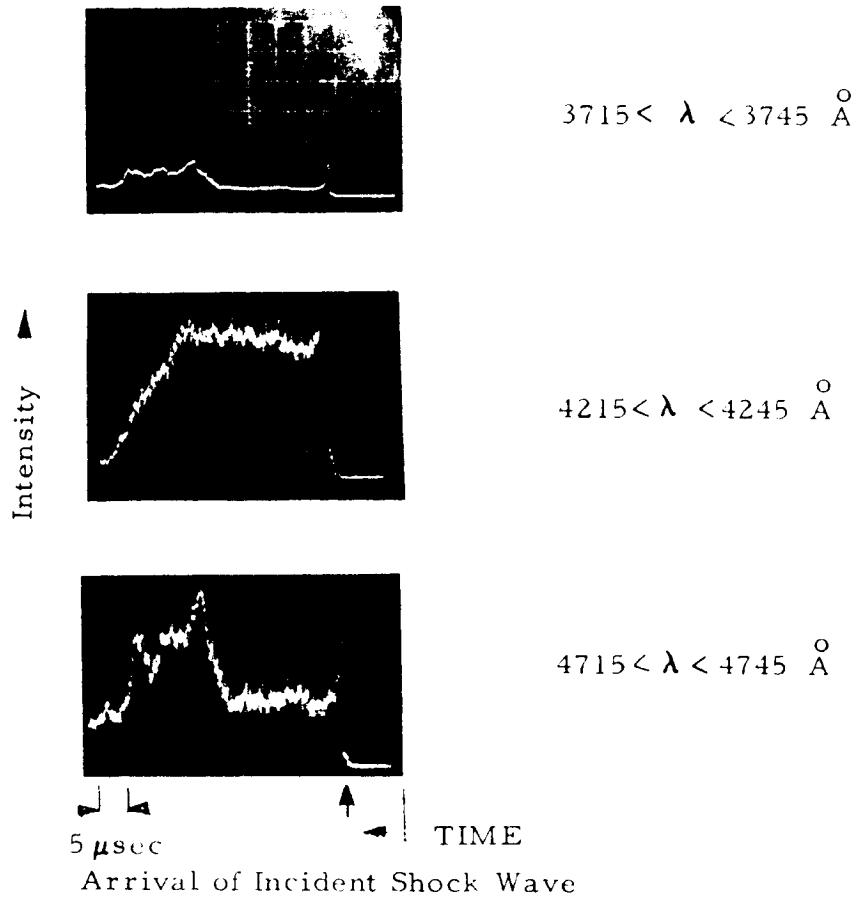 3715< λ <3745 Å
Intensity
4215< λ <4245 Å
4715< λ <4745 Å
5 μsec
TIME
Arrival of Incident Shock Wave